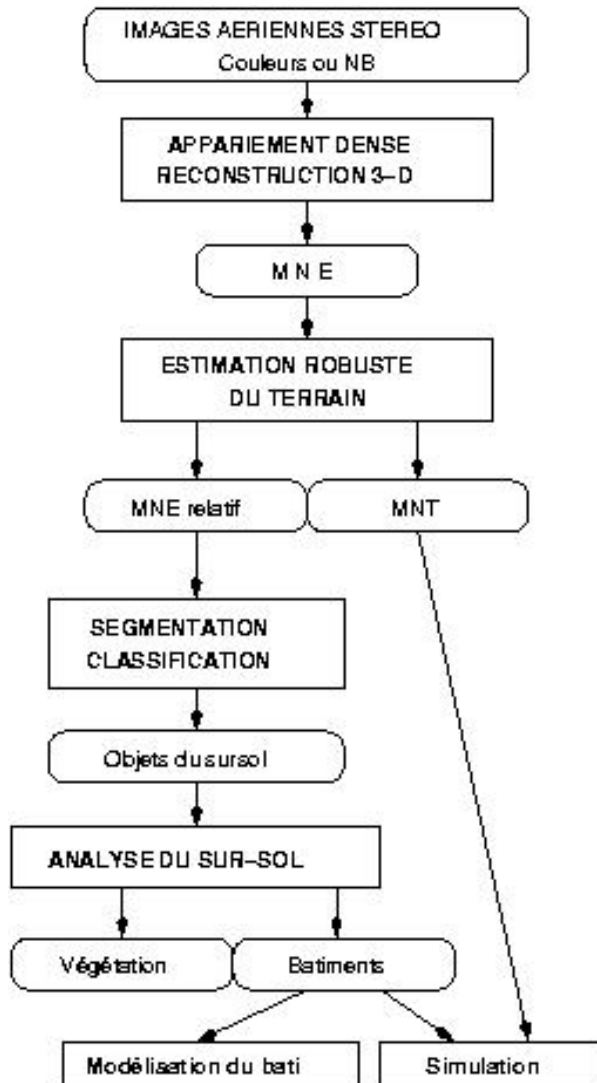 IMAGES AERIENNES STEREO
Couleurs ou NB
APPARIEMENT DENSE
RECONSTRUCTION 3-D
M N E
ESTIMATION ROBUSTE
DU TERRAIN
MNE relatif
MNT
SEGMENTATION
CLASSIFICATION
Objets du sursol
ANALYSE DU SUR-SOL
Végétation
Batiments
Modélisation du bati
Simulation